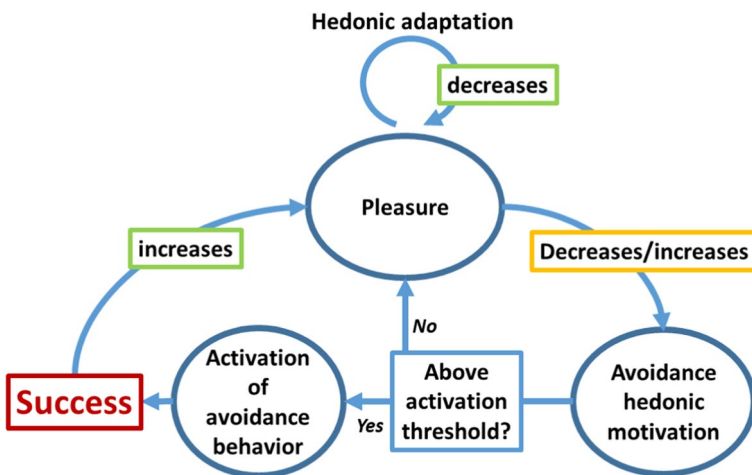 Hedonic adaptation
decreases
Pleasure
increases
Decreases/increases
No
Success
Activation
of
avoidance
behavior
Yes
Above
activation
threshold?
Avoidance
hedonic
motivation